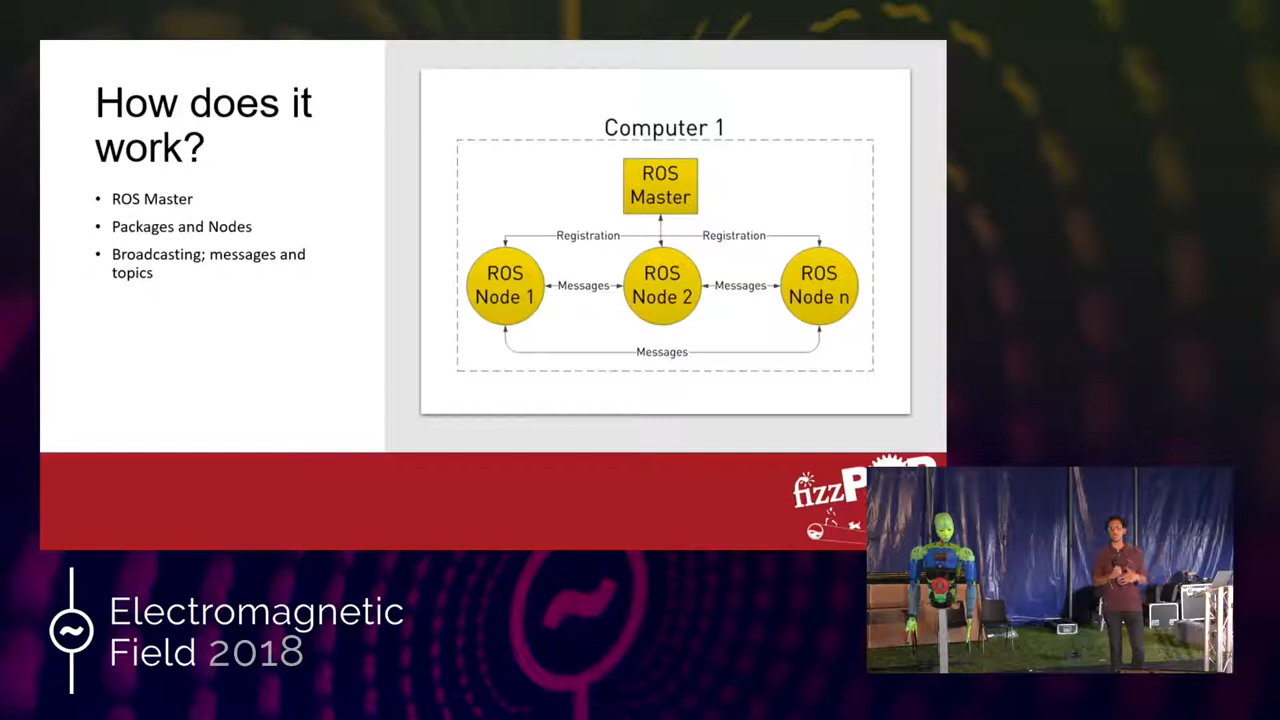 How does it
work?
• ROS Master
• Packages and Nodes
• Broadcasting; messages and
topics
Computer 1
ROS
Master
Registration
Registration
ROS
Node 1
Messages
ROS
Node 2
Messages
ROS
Node n
Messages
fizzPOP
Electromagnetic
Field 2018